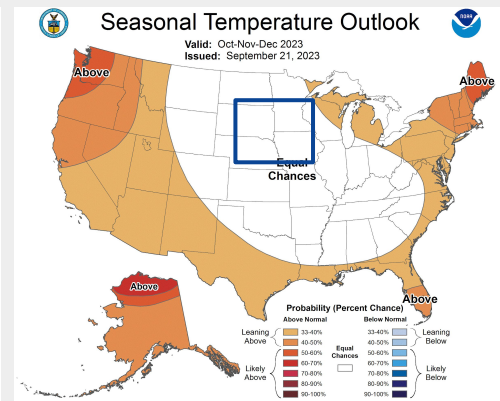 noaa
Seasonal Temperature Outlook
Valid: Oct-Nov-Dec 2023
Issued: September 21, 2023
Above
Above
Equal
Chances
Above
Above
Probability (Percent Chance)
Above Normal
Below Normal
Leaning
Above
33-40%
40-50%
Equal
Chances
33-40%
40-50%
Leaning
Below
Likely
Above
50-60%
60-70%
70-80%
80-90%
90-100%
50-60%
60-70%
70-80%
80-90%
90-100%
Likely
Below